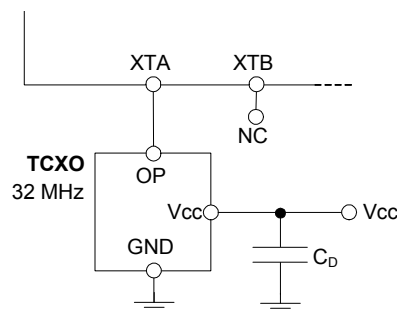 XTA XTB
NC
TCXO
32 MHz
OP
Vcc Vcc
GND
CD